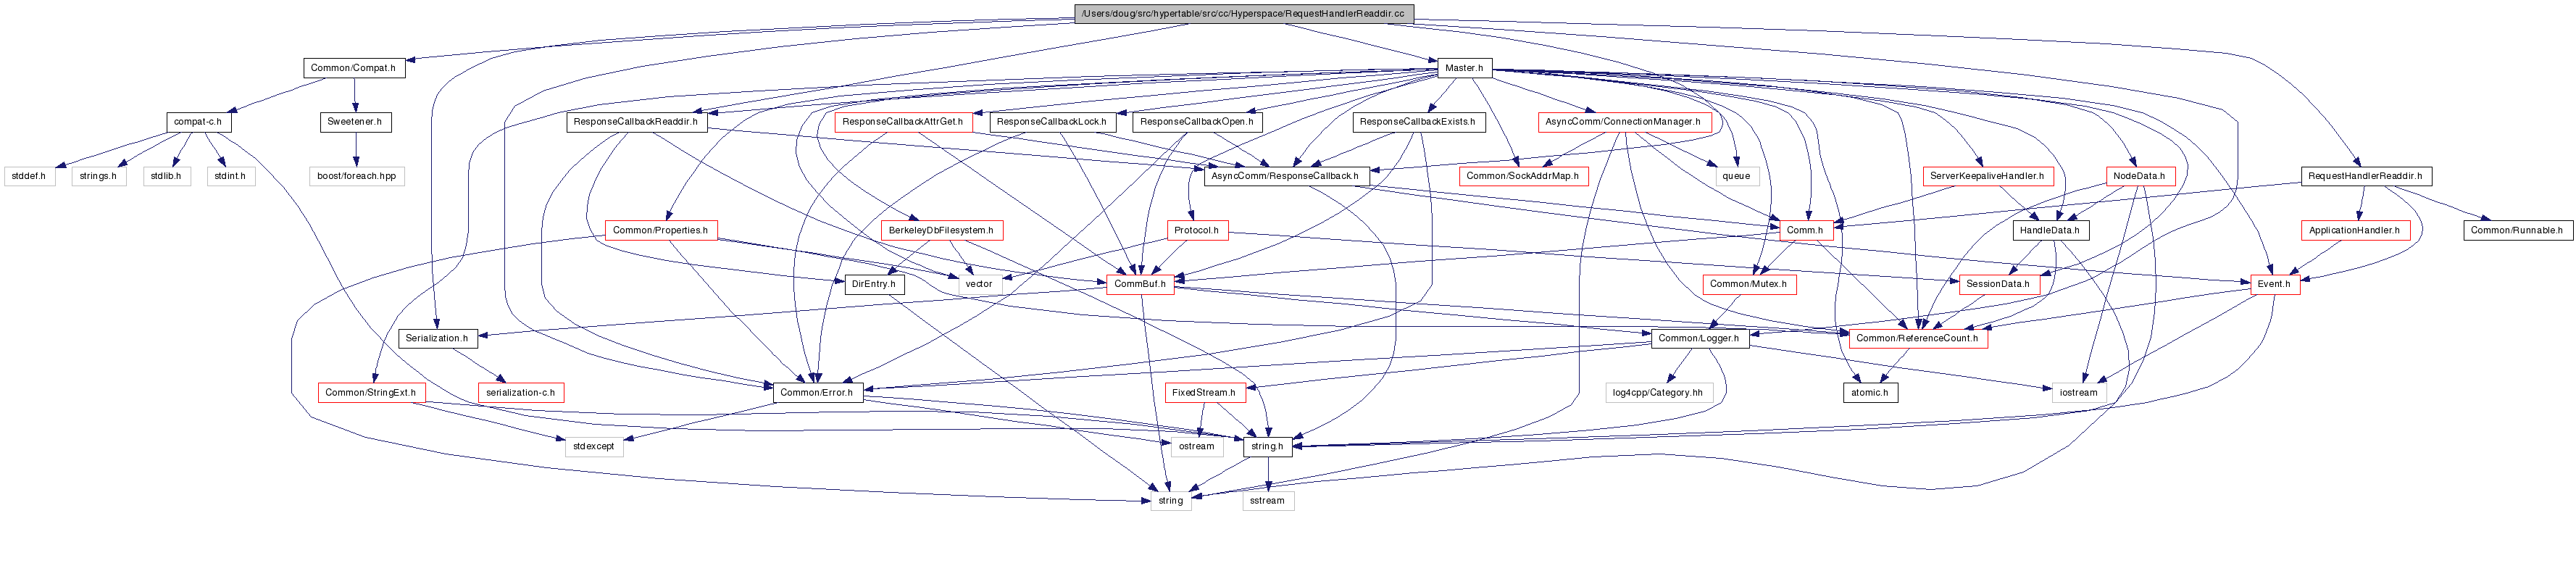 /Users/doug/src/hypertable/src/cc/Hyperspace/RequestHandlerReaddir.cc
Common/Compat.h
Master.h
compat-c.h
Sweetener.h
ResponseCallbackReaddir.h
ResponseCallbackAttrGet.h
ResponseCallbackLock.h
ResponseCallbackOpen.h
ResponseCallbackExists.h
AsyncComm/ConnectionManager.h
stddef.h
strings.h
stdlib.h
stdint.h
boost/foreach.hpp
AsyncComm/ResponseCallback.h
Common/SockAddrMap.h
queue
ServerKeepaliveHandler.h
NodeData.h
RequestHandlerReaddir.h
Common/Properties.h
BerkeleyDbFilesystem.h
Protocol.h
Comm.h
HandleData.h
ApplicationHandler.h
Common/Runnable.h
DirEntry.h
vector
CommBuf.h
Common/Mutex.h
SessionData.h
Event.h
Serialization.h
Common/Logger.h
Common/ReferenceCount.h
Common/StringExt.h
serialization-c.h
Common/Error.h
FixedStream.h
log4cpp/Category.hh
atomic.h
iostream
stdexcept
ostream
string.h
string
sstream